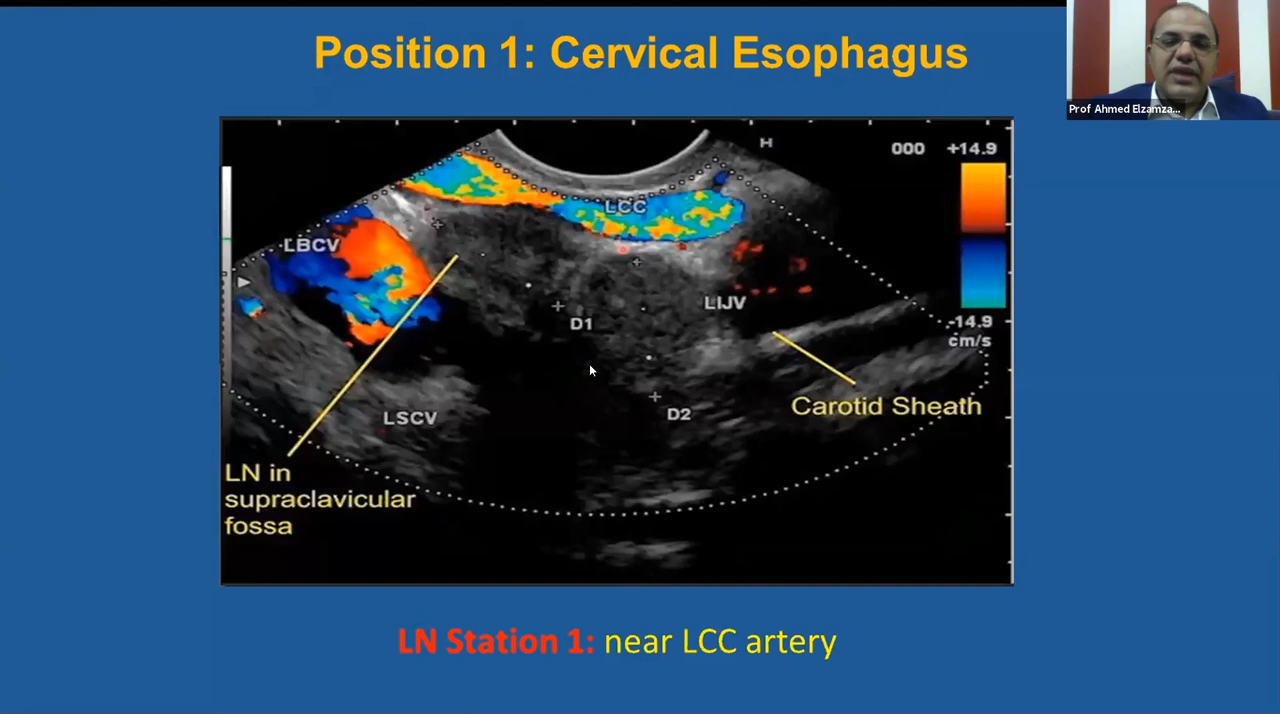 Position 1: Cervical Esophagus
Prof Ahmed Elzamza...
H
000 +14.9
LCC
LBCV
LIJV
D1
-14.9
cm/s
Carotid Sheath
LSCV
D2
LN in
supraclavicular
fossa
LN Station 1: near LCC artery